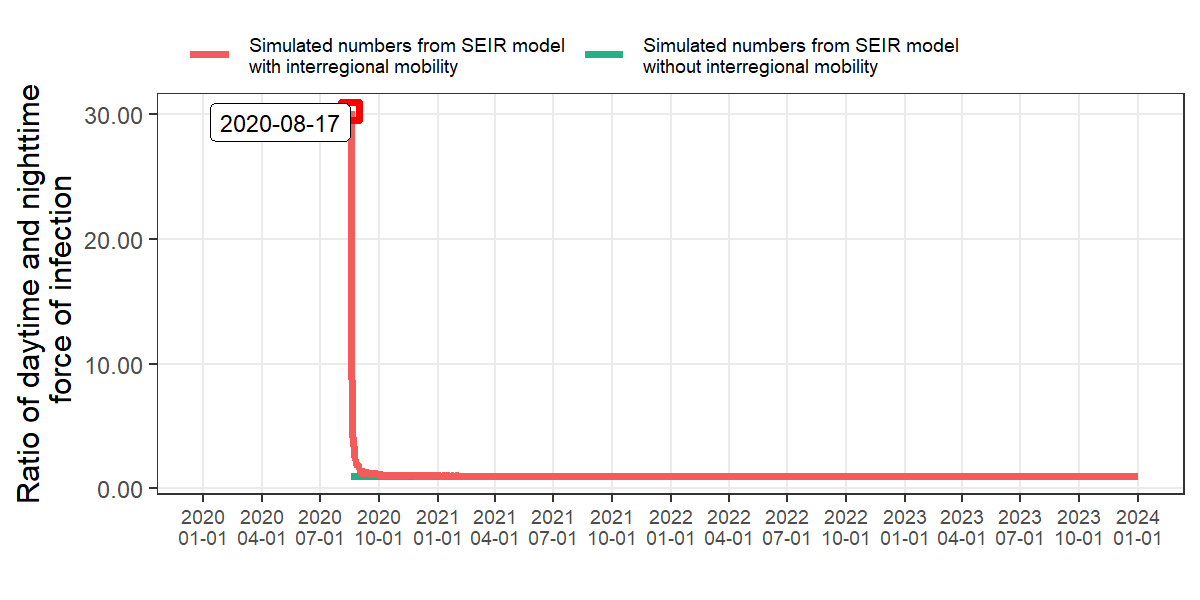 Simulated numbers from SEIR model
with interregional mobility
Simulated numbers from SEIR model
without interregional mobility
Ratio of daytime and nighttime
force of infection
30.00
20.00
10.00
0.00
2020-08-17
2020 2020 2020 2020 2021 2021 2021 2021 2022 2022 2022 2022 2023 2023 2023 2023 2024
01-01 04-01 07-01 10-01 01-01 04-01 07-01 10-01 01-01 04-01 07-01 10-01 01-01 04-01 07-01 10-01 01-01